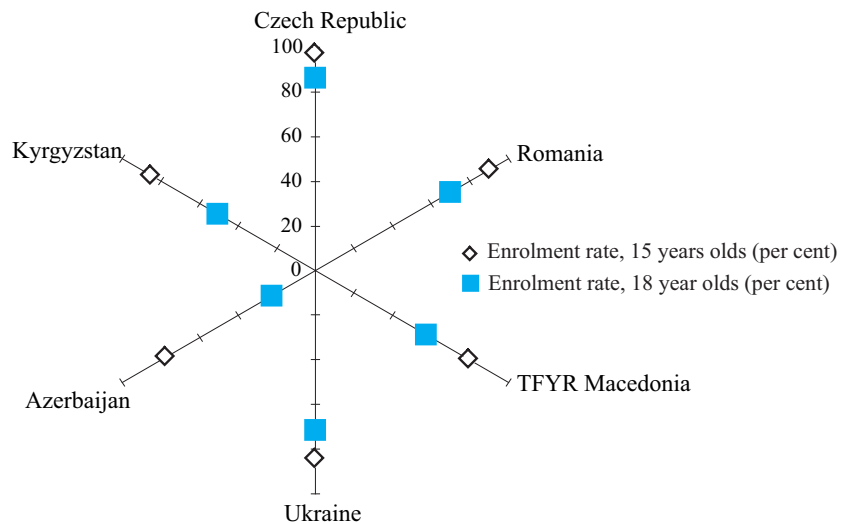 Czech Republic
100
80
60
40
20
0
Kyrgyzstan
Romania
Enrolment rate, 15 years olds (per cent)
Enrolment rate, 18 year olds (per cent)
TFYR Macedonia
Azerbaijan
Ukraine